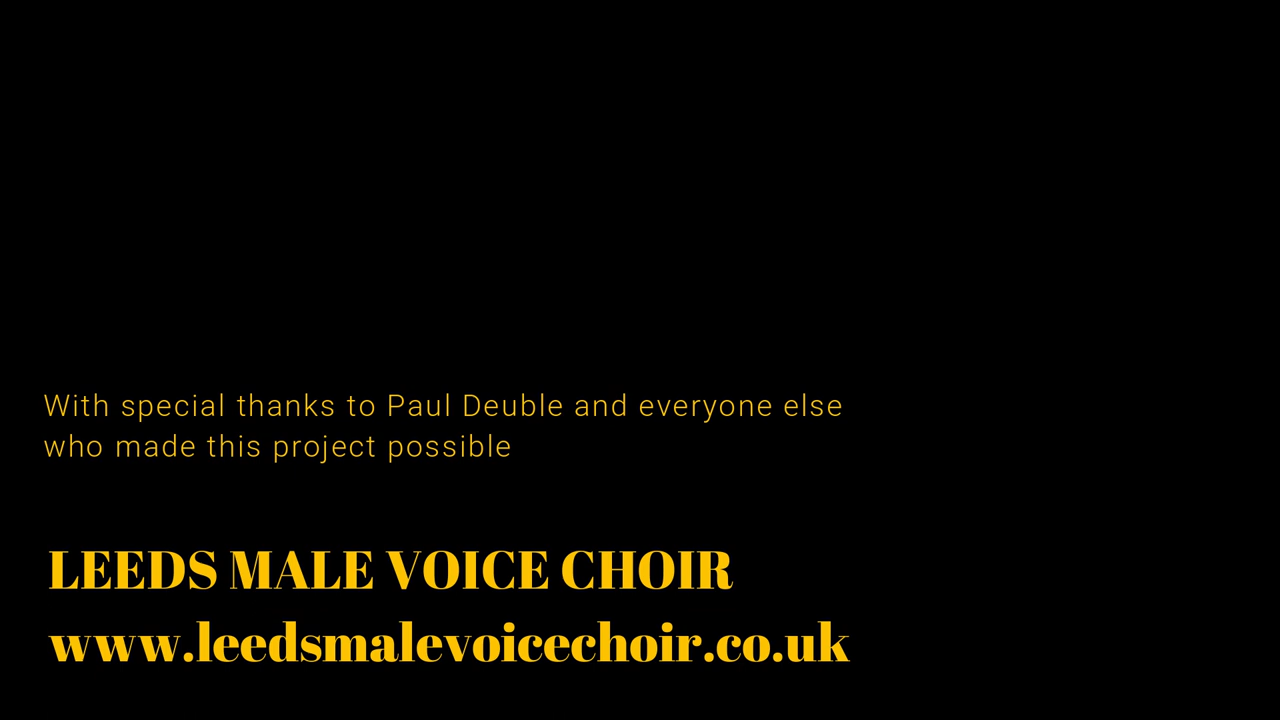 With special thanks to Paul Deuble and everyone else
who made this project possible
LEEDS MALE VOICE CHOIR
www.leedsmalevoicechoir.co.uk